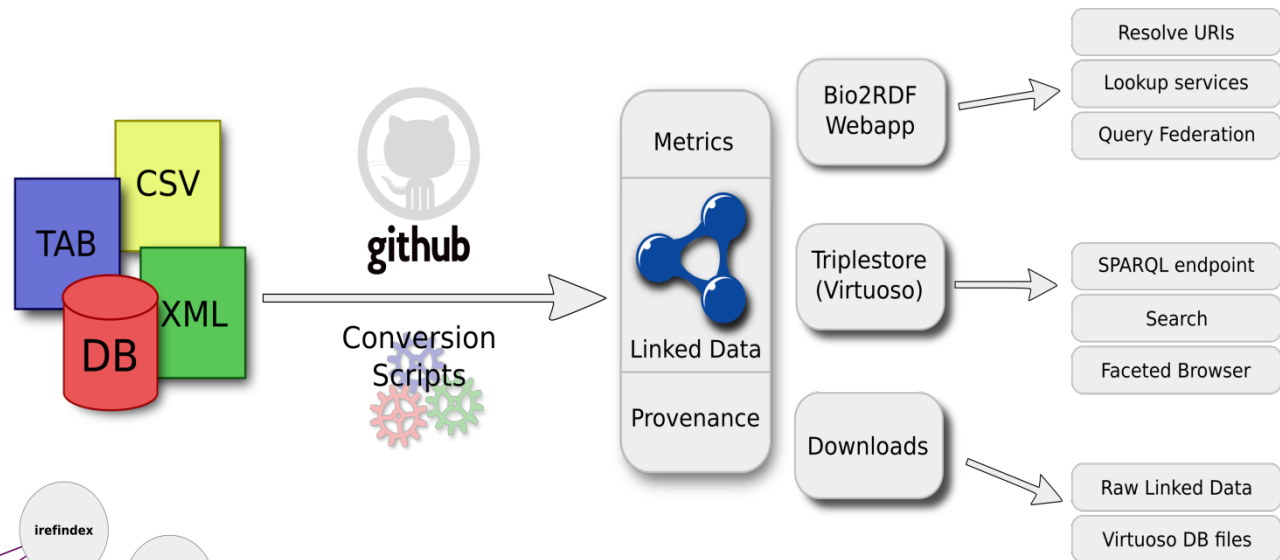 CSV
TAB
XML
DB
github
Conversion
Scripts
Metrics
Linked Data
Provenance
Bio2RDF
Webapp
Resolve URIs
Lookup services
Query Federation
Triplestore
(Virtuoso)
SPARQL endpoint
Search
Faceted Browser
Downloads
Raw Linked Data
Virtuoso DB files
irefindex